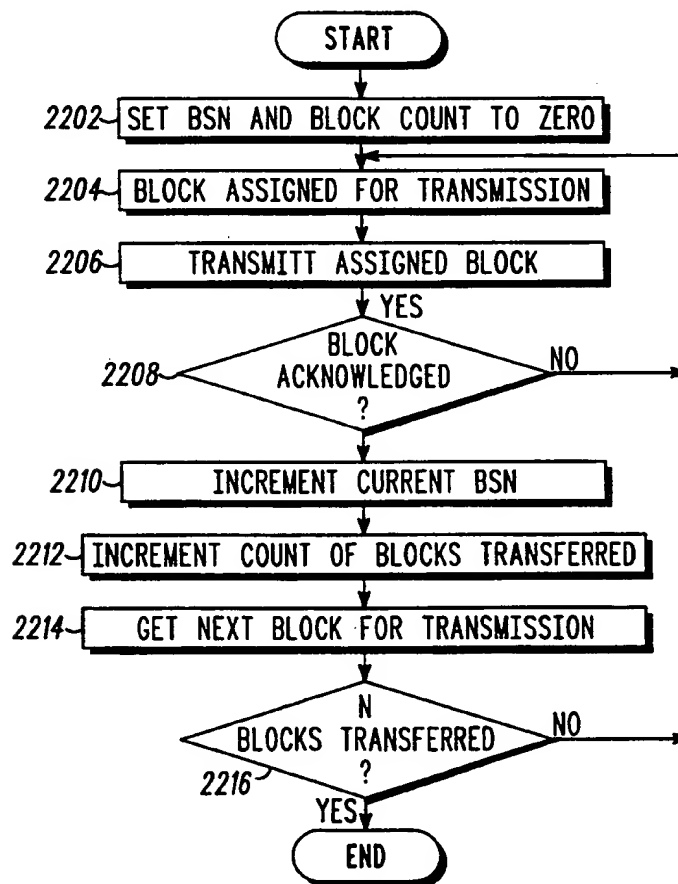 START
2202 SET BSN AND BLOCK COUNT TO ZERO
2204 BLOCK ASSIGNED FOR TRANSMISSION
2206 TRANSMITT ASSIGNED BLOCK
YES
BLOCK
2208 ACKNOWLEDGED NO
?
2210 INCREMENT CURRENT BSN
2212 INCREMENT COUNT OF BLOCKS TRANSFERRED
2214 GET NEXT BLOCK FOR TRANSMISSION
N
BLOCKS TRANSFERRED NO
?
2216
YES
END